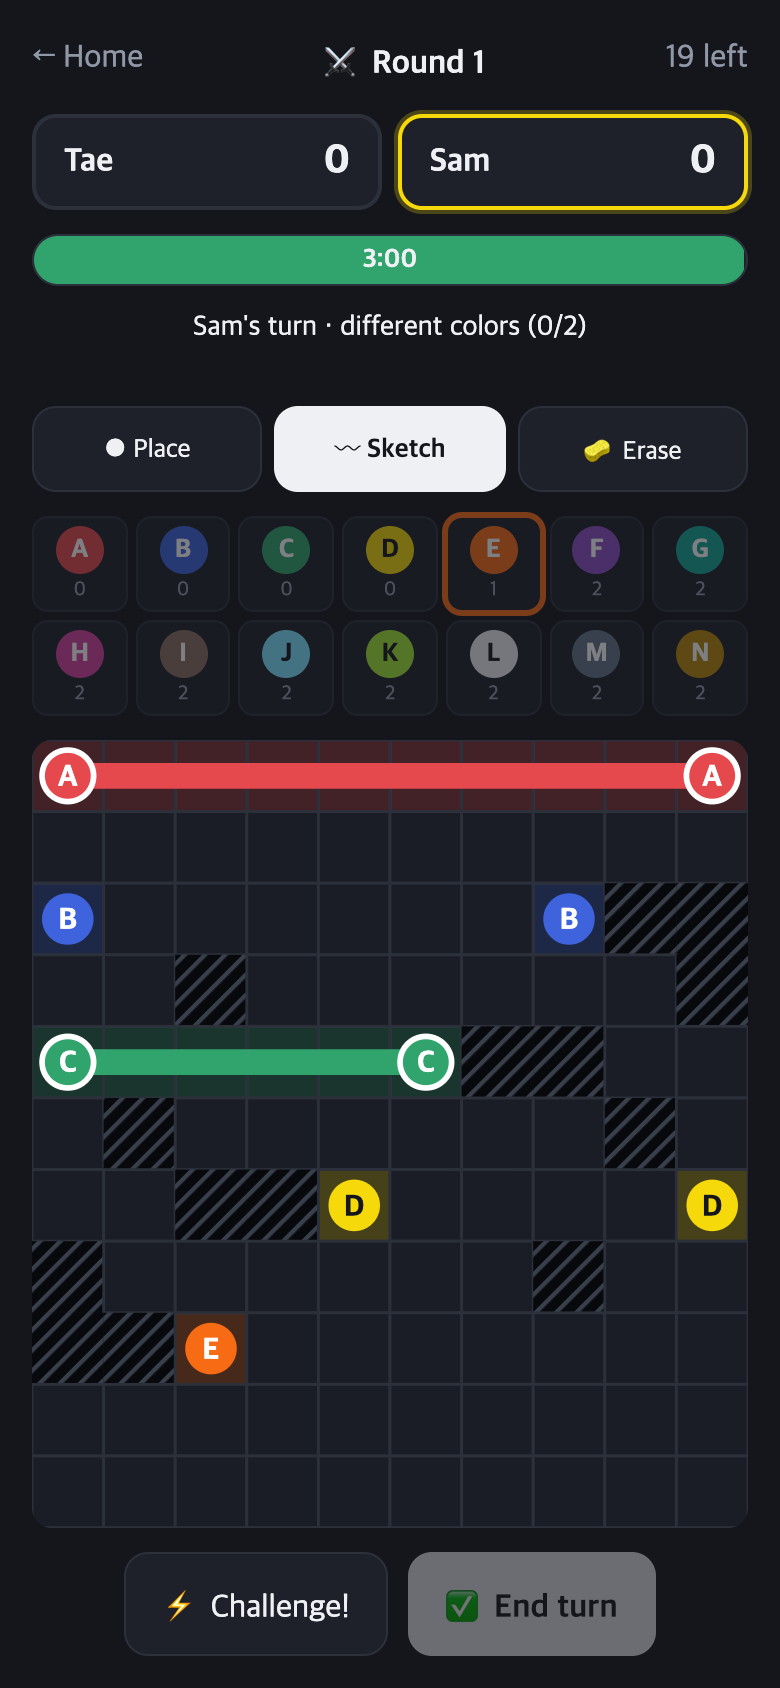 ← Home
⚔ Round 1
19 left
Tae 0
Sam 0
3:00
Sam's turn · different colors (0/2)
Place
Sketch
Erase
A B C D E F G
0 0 0 0 1 2 2
H I J K L M N
2 2 2 2 2 2 2
A A
B B
C C
D D
E
⚡ Challenge!
✅ End turn